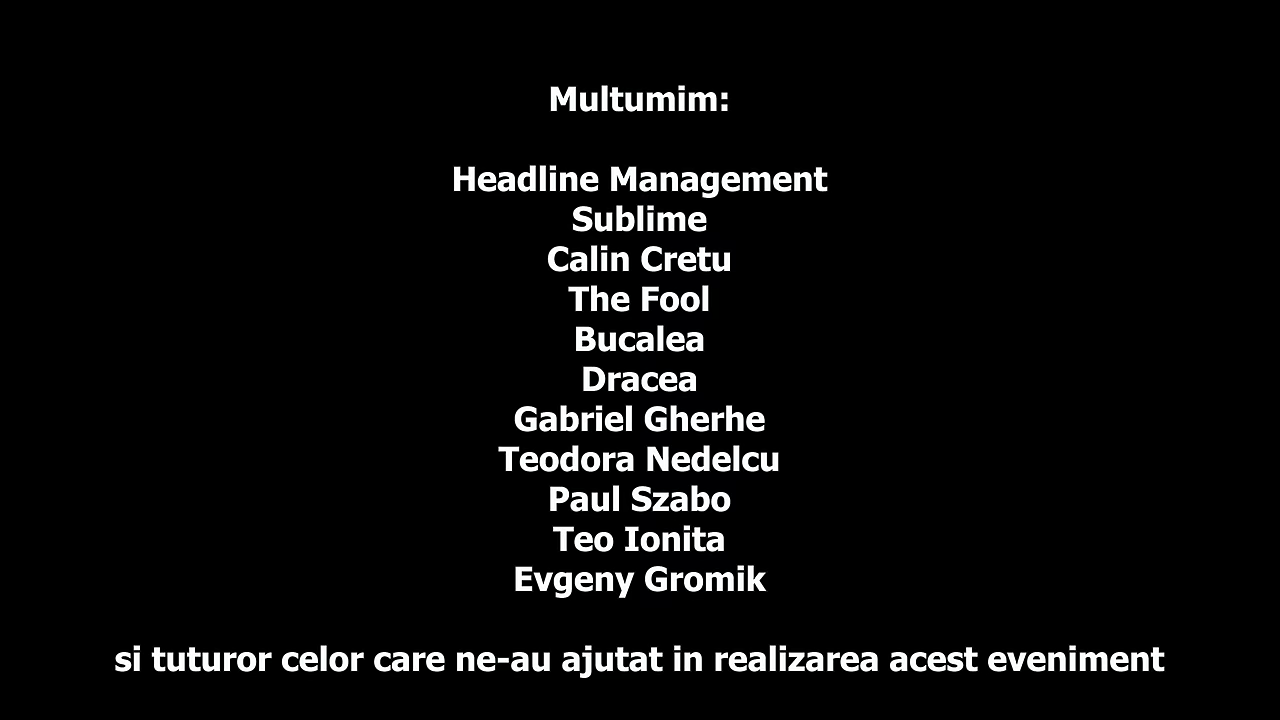 Multumim:
Headline Management
Sublime
Calin Cretu
The Fool
Bucalea
Dracea
Gabriel Gherhe
Teodora Nedelcu
Paul Szabo
Teo Ionita
Evgeny Gromik
si tuturor celor care ne-au ajutat in realizarea acest eveniment